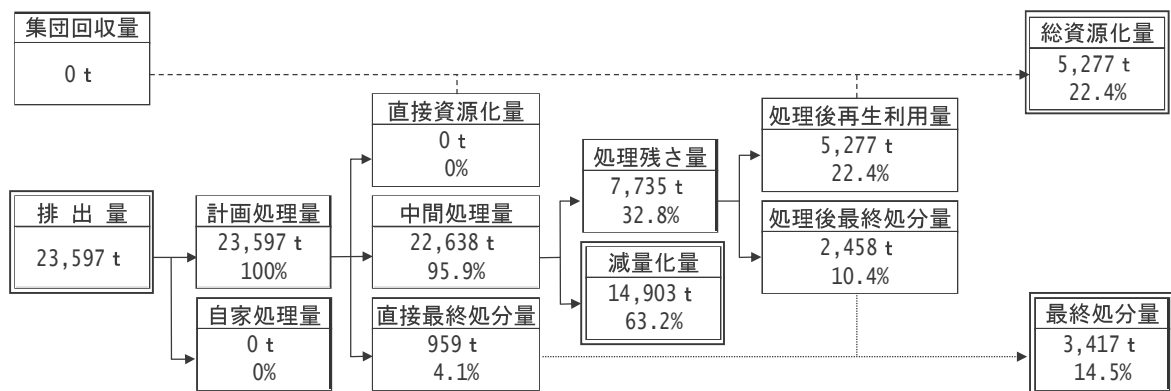 集団回収量
0 t
総資源化量
5,277 t
22.4%
直接資源化量
0 t
0%
処理後再生利用量
5,277 t
22.4%
処理残さ量
7,735 t
32.8%
排 出 量
23,597 t
計画処理量
23,597 t
100%
中間処理量
22,638 t
95.9%
処理後最終処分量
2,458 t
10.4%
減量化量
14,903 t
63.2%
自家処理量
0 t
0%
直接最終処分量
959 t
4.1%
最終処分量
3,417 t
14.5%